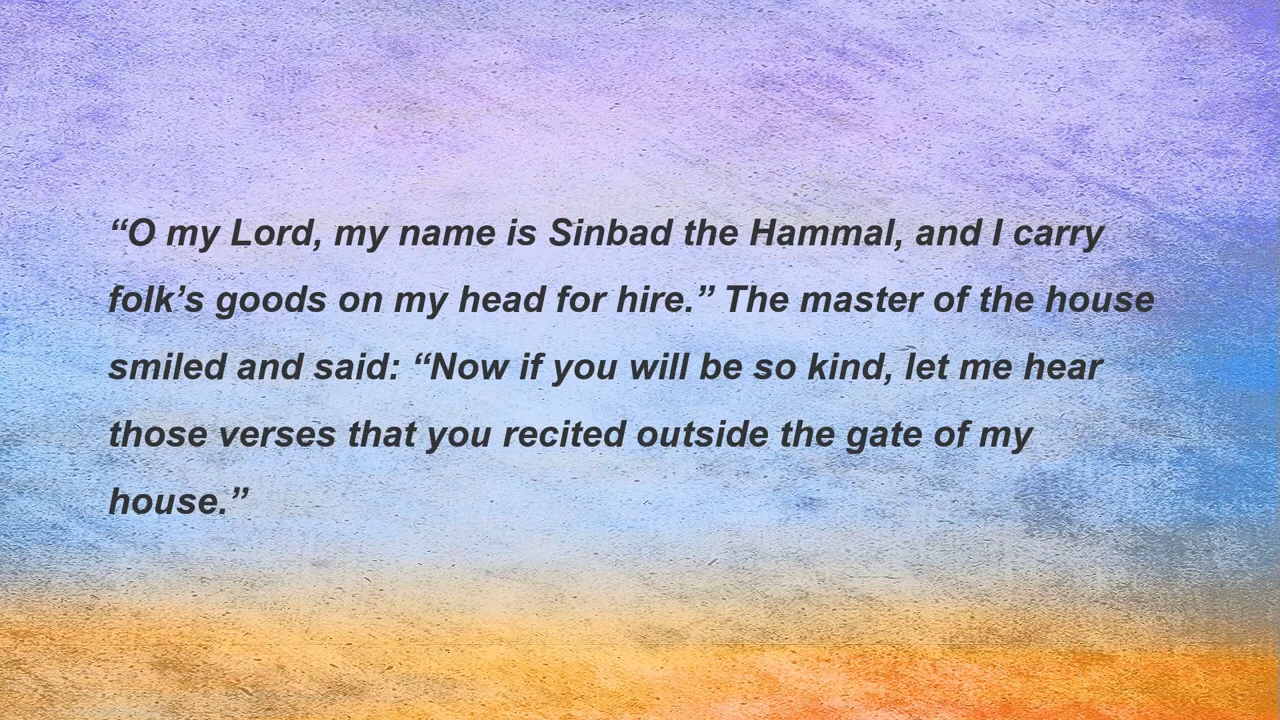 “O my Lord, my name is Sinbad the Hammal, and I carry
folk’s goods on my head for hire.” The master of the house
smiled and said: “Now if you will be so kind, let me hear
those verses that you recited outside the gate of my
house.”